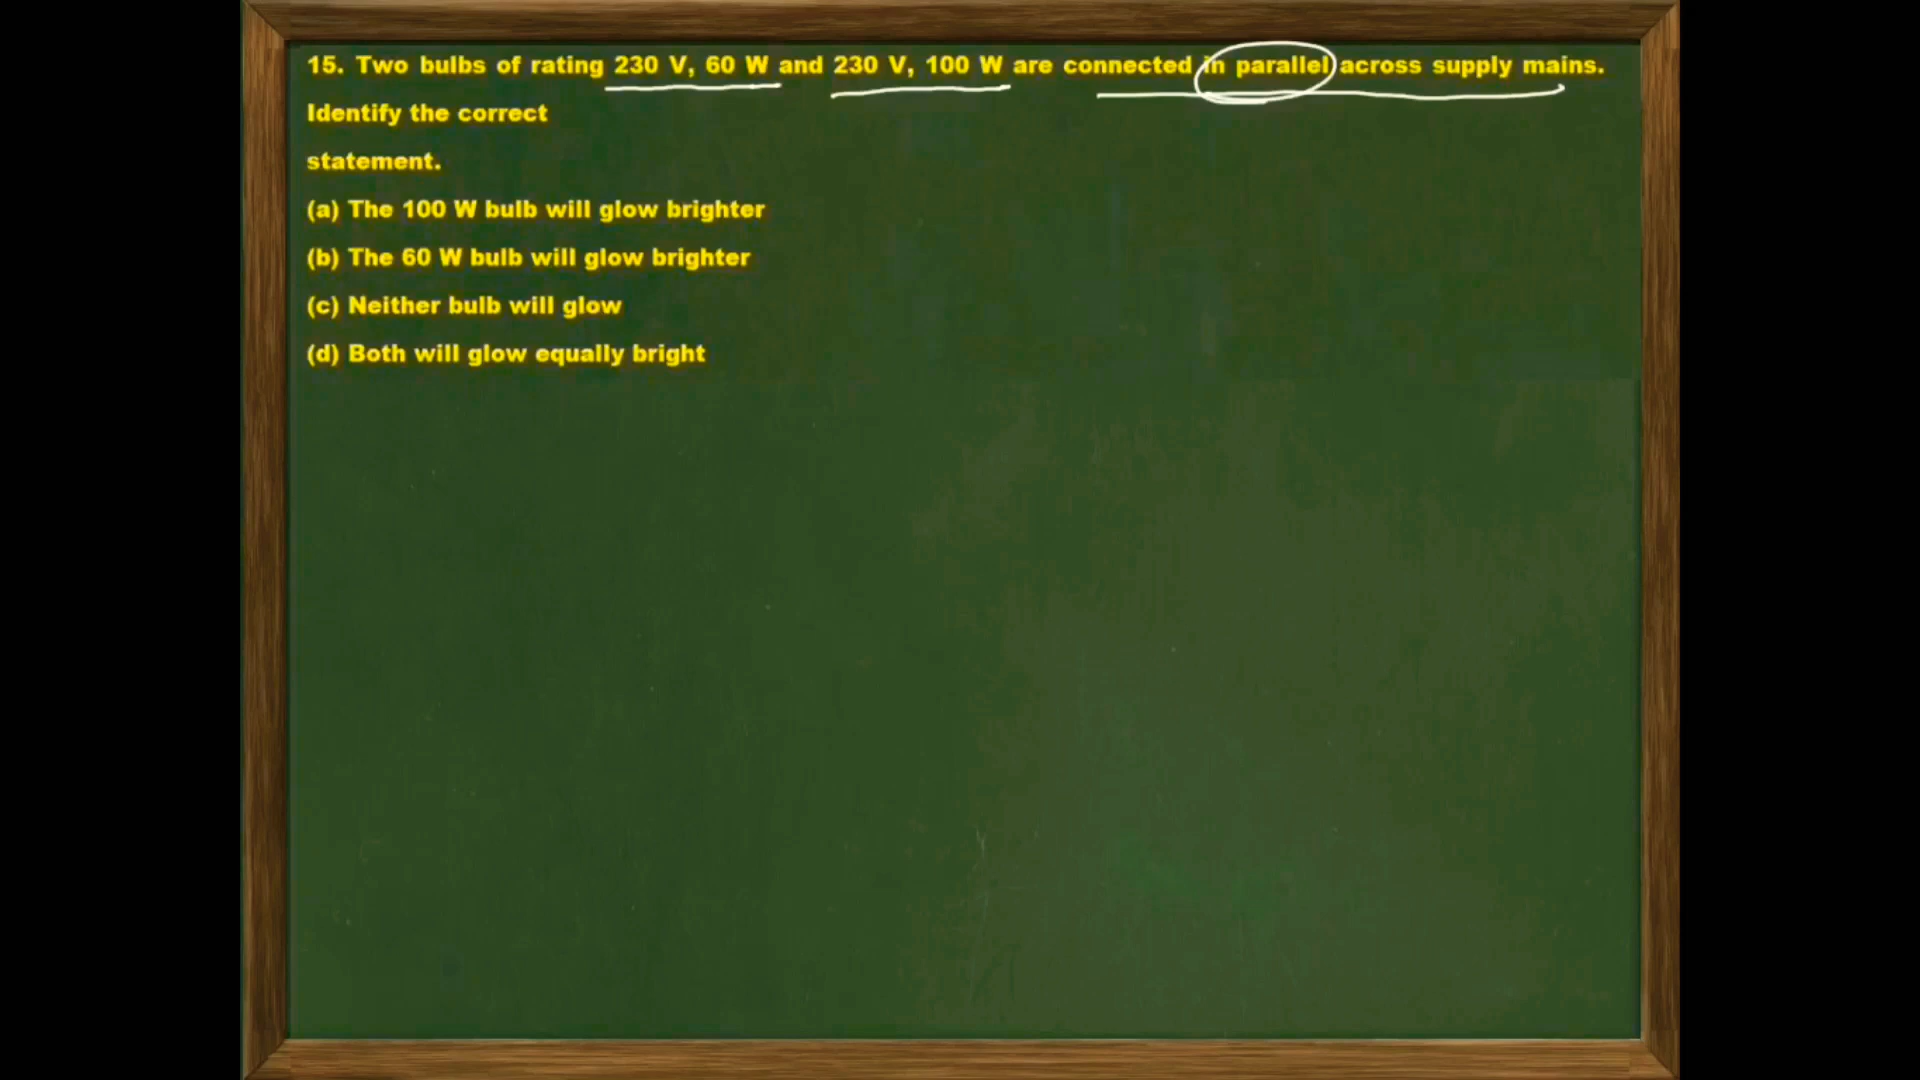 15. Two bulbs of rating 230 V, 60 W and 230 V, 100 W are connected in parallel across supply mains.
Identify the correct
statement.
(a) The 100 W bulb will glow brighter
(b) The 60 W bulb will glow brighter
(c) Neither bulb will glow
(d) Both will glow equally bright